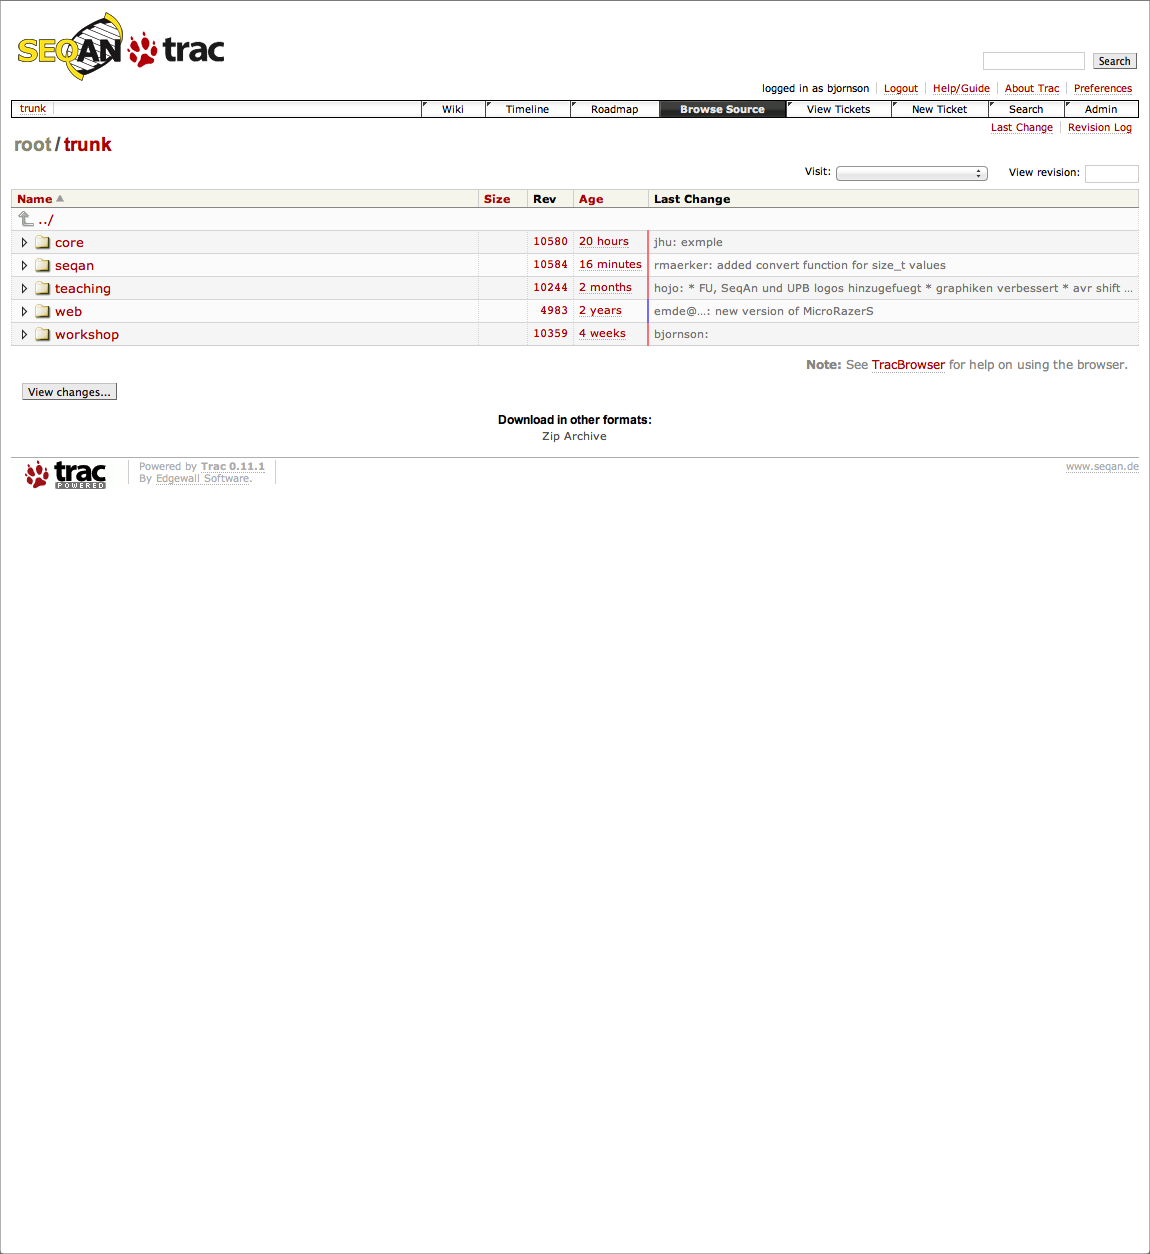 SEQAN trac
Search
logged in as bjornson Logout Help/Guide About Trac Preferences
trunk Wiki Timeline Roadmap Browse Source View Tickets New Ticket Search Admin
Last Change Revision Log
root/trunk
Visit: View revision:
Name Size Rev Age Last Change
../
core 10580 20 hours jhu: exmple
seqan 10584 16 minutes rmaerker: added convert function for size_t values
teaching 10244 2 months hojo: * FU, SeqAn und UPB logos hinzugefuegt * graphiken verbessert * avr shift ...
web 4983 2 years emde@...: new version of MicroRazerS
workshop 10359 4 weeks bjornson:
Note: See TracBrowser for help on using the browser.
View changes...
Download in other formats:
Zip Archive
trac POWERED
Powered by Trac 0.11.1
By Edgewall Software.
www.seqan.de